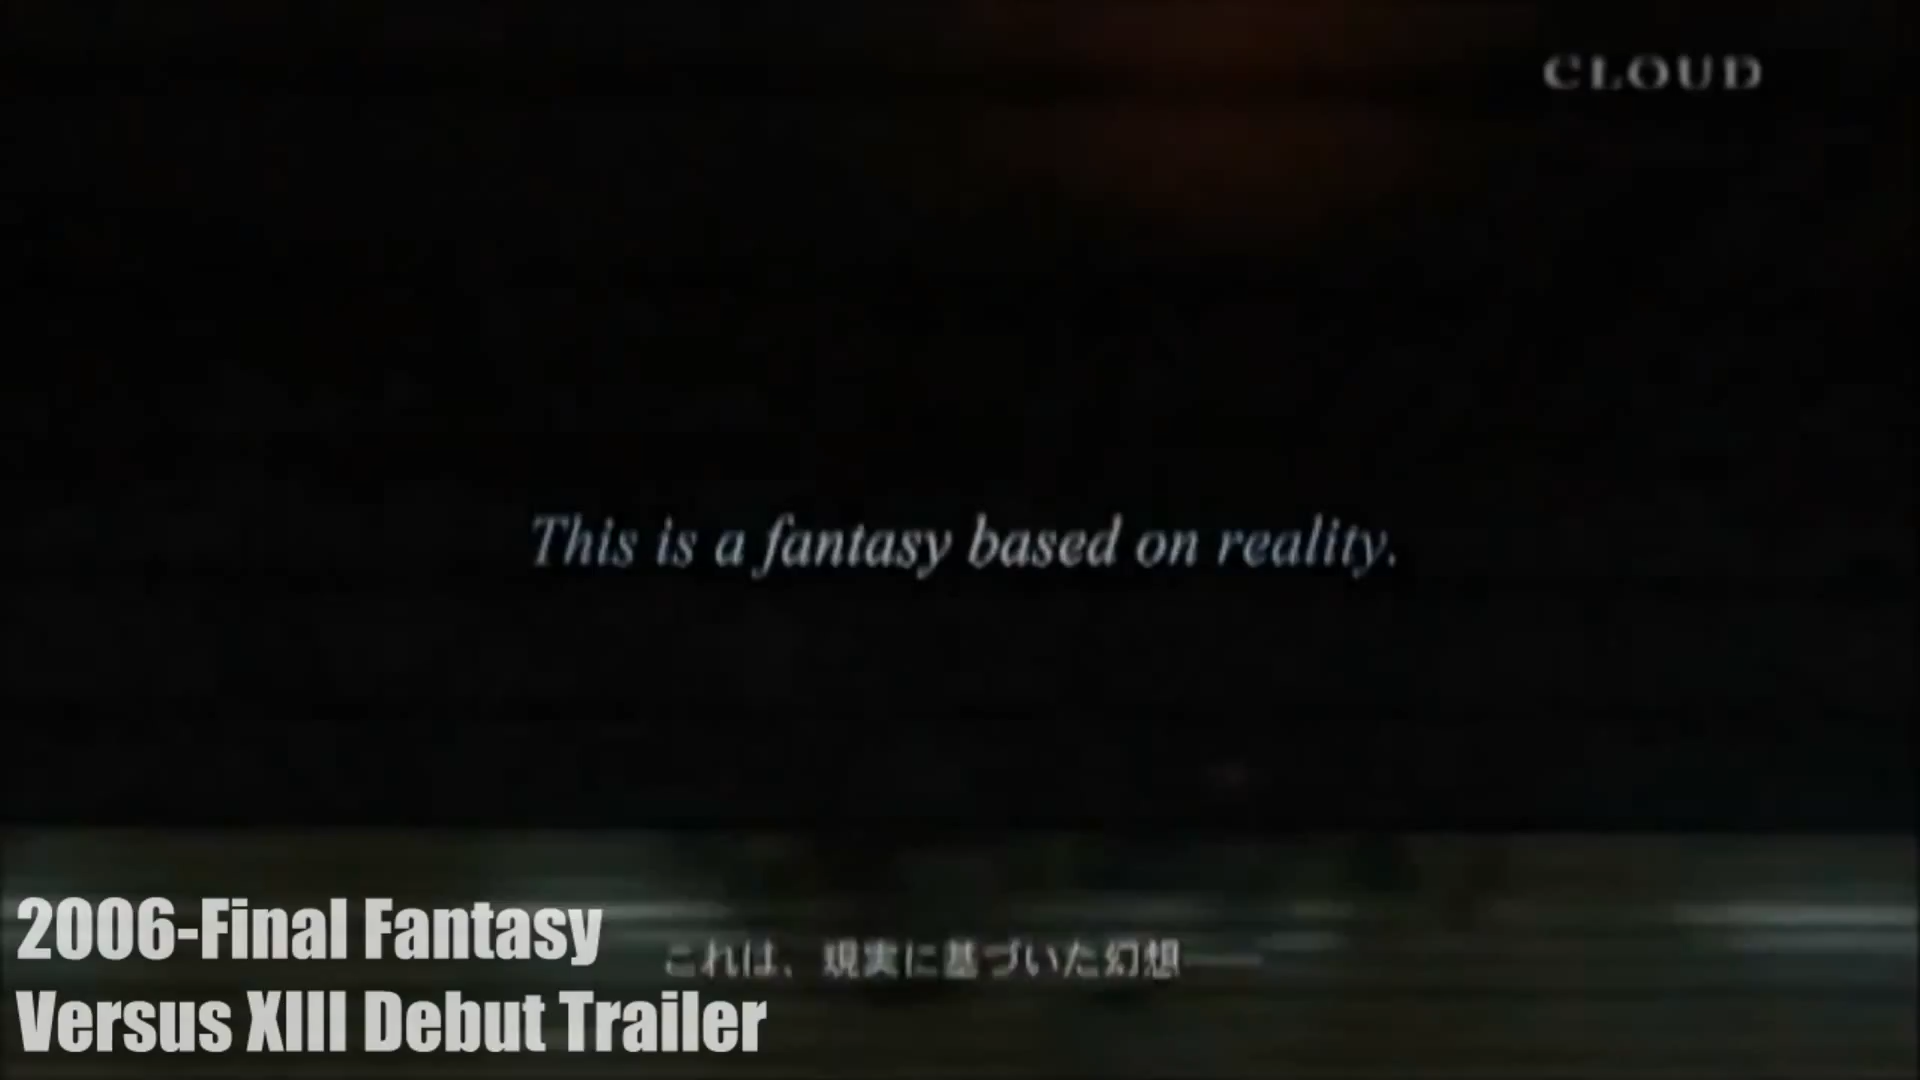 CLOUD
This is a fantasy based on reality.
これは、現実に基づいた幻想――
2006-Final Fantasy
Versus XIII Debut Trailer